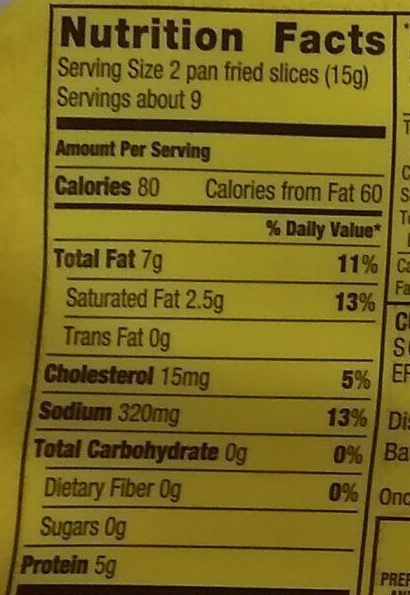 Nutrition Facts
Serving Size 2 pan fried slices (15g)
Servings about 9
Amount Per Serving
Calories 80 Calories from Fat 60
% Daily Value*
Total Fat 7g 11%
Saturated Fat 2.5g 13%
Trans Fat 0g
Cholesterol 15mg 5%
Sodium 320mg 13%
Total Carbohydrate 0g 0%
Dietary Fiber 0g 0%
Sugars 0g
Protein 5g